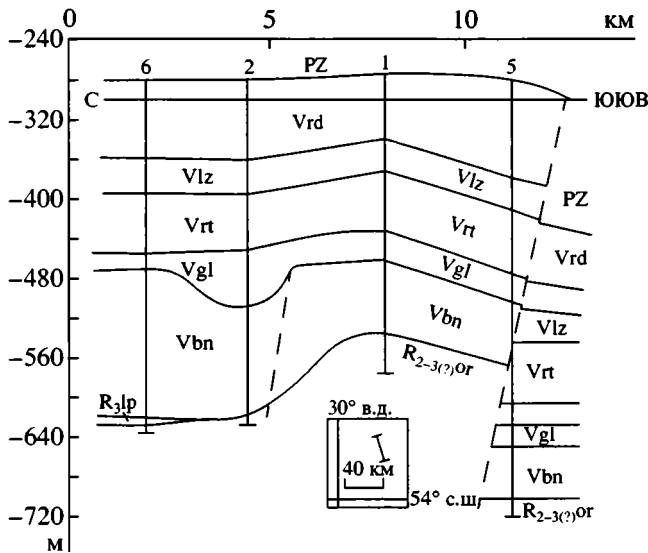 0 5 10 км
−240
6 2 PZ 1 5
С ЮЮВ
−320 Vrd
Vlz Vlz
−400 PZ
Vrt Vrt Vrd
Vgl Vgl
−480
Vbn Vbn Vlz
−560 R2−3(?)or Vrt
R3lp
30° в.д.
−640 Vgl
40 км
Vbn
54° с.ш
−720 R2−3(?)or
м